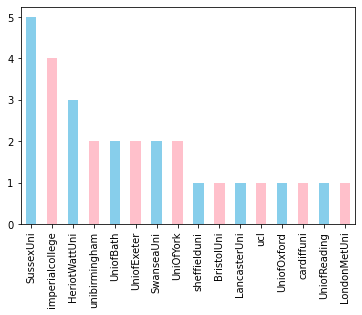 5
4
3
2
1
0
SussexUni
imperialcollege
HeriotWattUni
unibirmingham
UniofBath
UniofExeter
SwanseaUni
UniOfYork
sheffielduni
BristolUni
LancasterUni
ucl
UniofOxford
cardiffuni
UniofReading
LondonMetUni